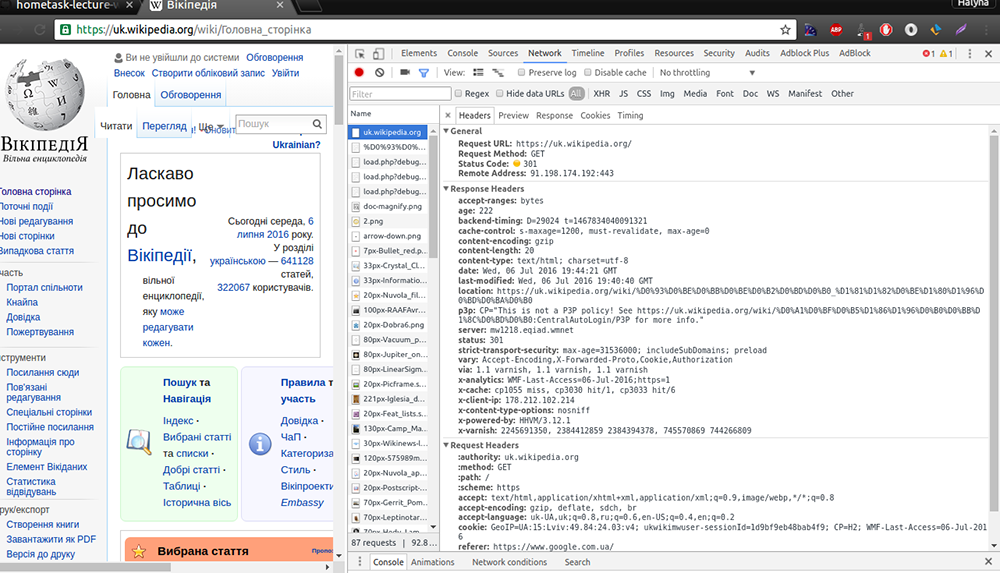 hometask-lecture-
Вікіпедія
Halyna
https://uk.wikipedia.org/wiki/Головна_сторінка
ABP
1
ВІКІПЕДІЯ
Вільна енциклопедія
Головна сторінка
Поточні події
Нові редагування
Нові сторінки
Випадкова стаття
Портал спільноти
Кнайпа
Довідка
Пожертвування
Посилання сюди
Пов'язані
редагування
Спеціальні сторінки
Постійне посилання
Інформація про
сторінку
Елемент Вікіданих
Статистика
відвідувань
Створення книги
Завантажити як PDF
Версія до друку
Ви не увійшли до системи Обговорення
Внесок Створити обліковий запис Увійти
Головна Обговорення
Читати Перегляд Ще Пошук
Ukrainian?
Ласкаво
просимо
до
Вікіпедії,
вільної
енциклопедії,
яку може
редагувати
кожен.
Сьогодні середа, 6
липня 2016 року.
У розділі
українською — 641128
статей,
322067 користувачів.
Пошук та
Навігація
Індекс ·
Вибрані статті
та списки ·
Добрі статті ·
Таблиці ·
Історична вісь
Правила т
участь
Довідка ·
ЧаП ·
Категориза
Стиль ·
Вікіпроекти
Embassy
Вибрана стаття
Пропоз
Elements Console Sources Network Timeline Profiles Resources Security Audits Adblock Plus AdBlock 1 1
View: Preserve log Disable cache No throttling
Filter Regex Hide data URLs All XHR JS CSS Img Media Font Doc WS Manifest Other
Name
uk.wikipedia.org
%D0%93%D0%...
load.php?debug...
load.php?debug...
load.php?debug...
doc-magnify.png
2.png
arrow-down.png
7px-Bullet_red.p...
33px-Crystal_Cl...
33px-Informatio...
20px-Nuvola_fil...
100px-RAAFAvr...
20px-Dobra6.png
80px-Vacuum_p...
80px-Jupiter_on...
80px-LinearSigm...
20px-Picframe.s...
221px-Iglesia_d...
20px-Feat_lists.s...
130px-Camp_Ma...
30px-Wikinews-l...
120px-575989m...
20px-Nuvola_ap...
20px-Postscript-...
70px-Gerrit_Pom...
70px-Leptinotar...
87 requests | 92.8...
Headers Preview Response Cookies Timing
General
Request URL: https://uk.wikipedia.org/
Request Method: GET
Status Code: 301
Remote Address: 91.198.174.192:443
Response Headers
accept-ranges: bytes
age: 222
backend-timing: D=29024 t=1467834040091321
cache-control: s-maxage=1200, must-revalidate, max-age=0
content-encoding: gzip
content-length: 20
content-type: text/html; charset=utf-8
date: Wed, 06 Jul 2016 19:44:21 GMT
last-modified: Wed, 06 Jul 2016 19:40:40 GMT
location: https://uk.wikipedia.org/wiki/%D0%93%D0%BE%D0%BB%D0%BE%D0%B2%D0%BD%D0%B0_%D1%81%D1%82%D0%BE%D1%80%D1%96%D
0%BD%D0%BA%D0%B0
p3p: CP="This is not a P3P policy! See https://uk.wikipedia.org/wiki/%D0%A1%D0%BF%D0%B5%D1%86%D1%96%D0%B0%D0%BB%D
1%8C%D0%BD%D0%B0:CentralAutoLogin/P3P for more info."
server: mw1218.eqiad.wmnet
status: 301
strict-transport-security: max-age=31536000; includeSubDomains; preload
vary: Accept-Encoding,X-Forwarded-Proto,Cookie,Authorization
via: 1.1 varnish, 1.1 varnish, 1.1 varnish
x-analytics: WMF-Last-Access=06-Jul-2016;https=1
x-cache: cp1055 miss, cp3030 hit/1, cp3033 hit/6
x-client-ip: 178.212.102.214
x-content-type-options: nosniff
x-powered-by: HHVM/3.12.1
x-varnish: 2245691350, 2384412859 2384394378, 745570869 744266809
Request Headers
:authority: uk.wikipedia.org
:method: GET
:path: /
:scheme: https
accept: text/html,application/xhtml+xml,application/xml;q=0.9,image/webp,*/*;q=0.8
accept-encoding: gzip, deflate, sdch, br
accept-language: uk-UA,uk;q=0.8,ru;q=0.6,en-US;q=0.4,en;q=0.2
cookie: GeoIP=UA:15:Lviv:49.84:24.03:v4; ukwikimwuser-sessionId=1d9bf9eb48bab4f9; CP=H2; WMF-Last-Access=06-Jul-201
6
referer: https://www.google.com.ua/
Console Animations Network conditions Search